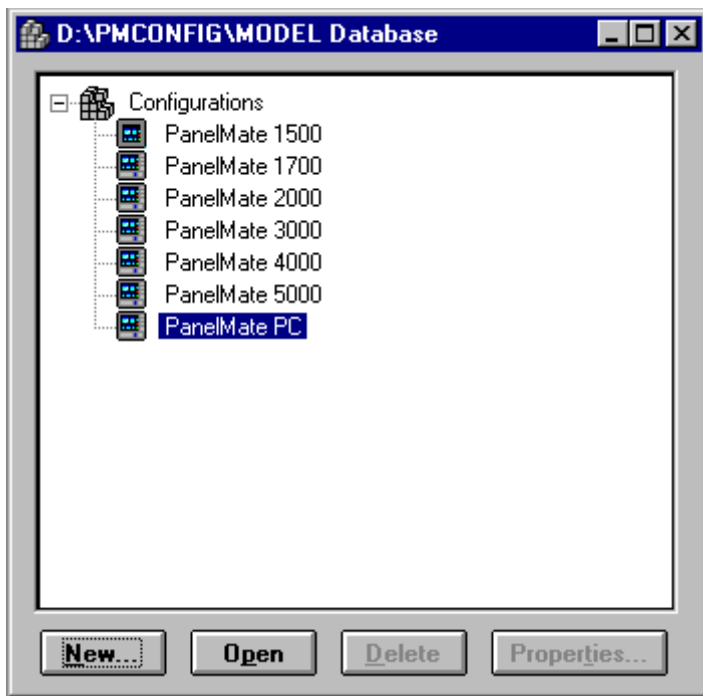 D:\PMCONFIG\MODEL Database
Configurations
PanelMate 1500
PanelMate 1700
PanelMate 2000
PanelMate 3000
PanelMate 4000
PanelMate 5000
PanelMate PC
New... Open Delete Properties...